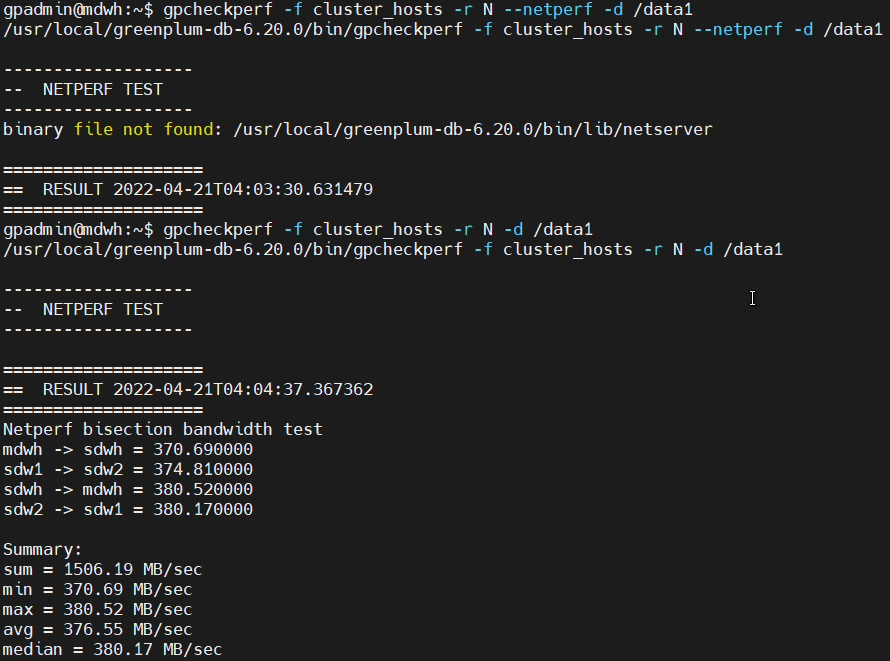 gpadmin@mdwh:~$ gpcheckperf -f cluster_hosts -r N --netperf -d /data1
/usr/local/greenplum-db-6.20.0/bin/gpcheckperf -f cluster_hosts -r N --netperf -d /data1
-------------------
--  NETPERF TEST
-------------------
binary file not found: /usr/local/greenplum-db-6.20.0/bin/lib/netserver
====================
==  RESULT 2022-04-21T04:03:30.631479
====================
gpadmin@mdwh:~$ gpcheckperf -f cluster_hosts -r N -d /data1
/usr/local/greenplum-db-6.20.0/bin/gpcheckperf -f cluster_hosts -r N -d /data1
-------------------
--  NETPERF TEST
-------------------
====================
==  RESULT 2022-04-21T04:04:37.367362
====================
Netperf bisection bandwidth test
mdwh -> sdwh = 370.690000
sdw1 -> sdw2 = 374.810000
sdwh -> mdwh = 380.520000
sdw2 -> sdw1 = 380.170000
Summary:
sum = 1506.19 MB/sec
min = 370.69 MB/sec
max = 380.52 MB/sec
avg = 376.55 MB/sec
median = 380.17 MB/sec